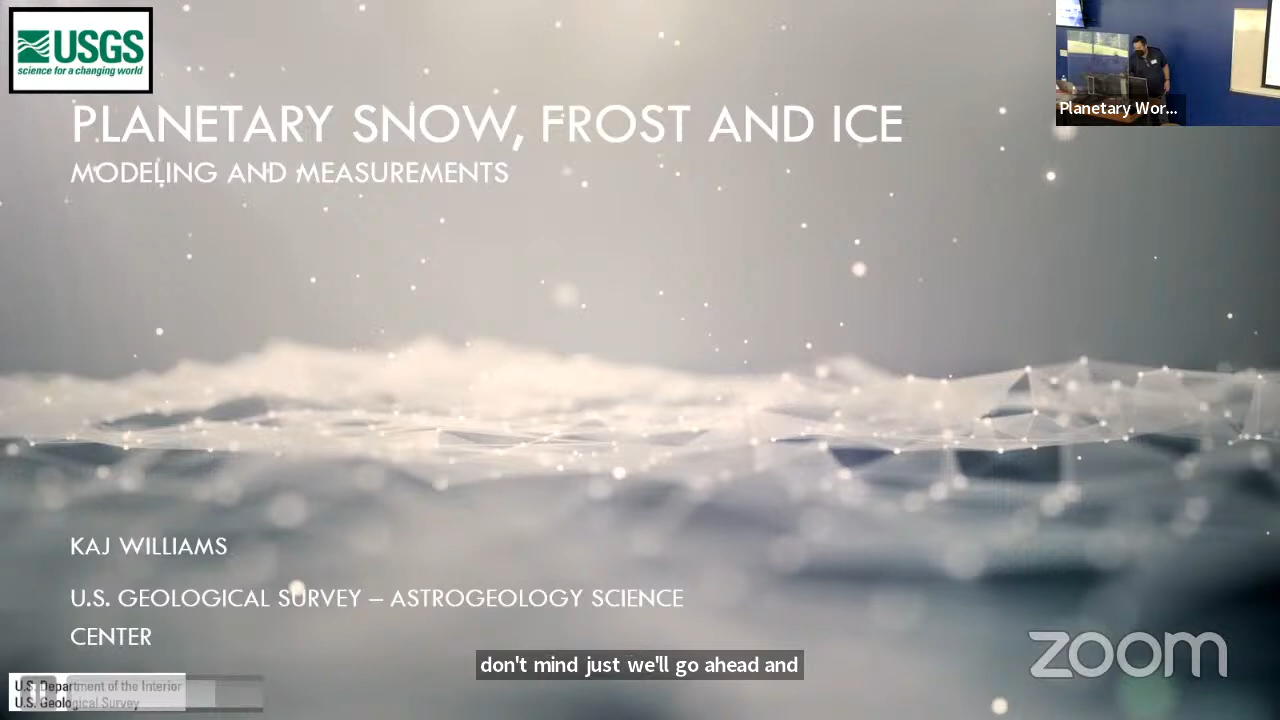 USGS
science for a changing world
PLANETARY SNOW, FROST AND ICE
MODELING AND MEASUREMENTS
Planetary Wor...
KAJ WILLIAMS
U.S. GEOLOGICAL SURVEY – ASTROGEOLOGY SCIENCE
CENTER
don't mind just we'll go ahead and
zoom
U.S. Department of the Interior
U.S. Geological Survey